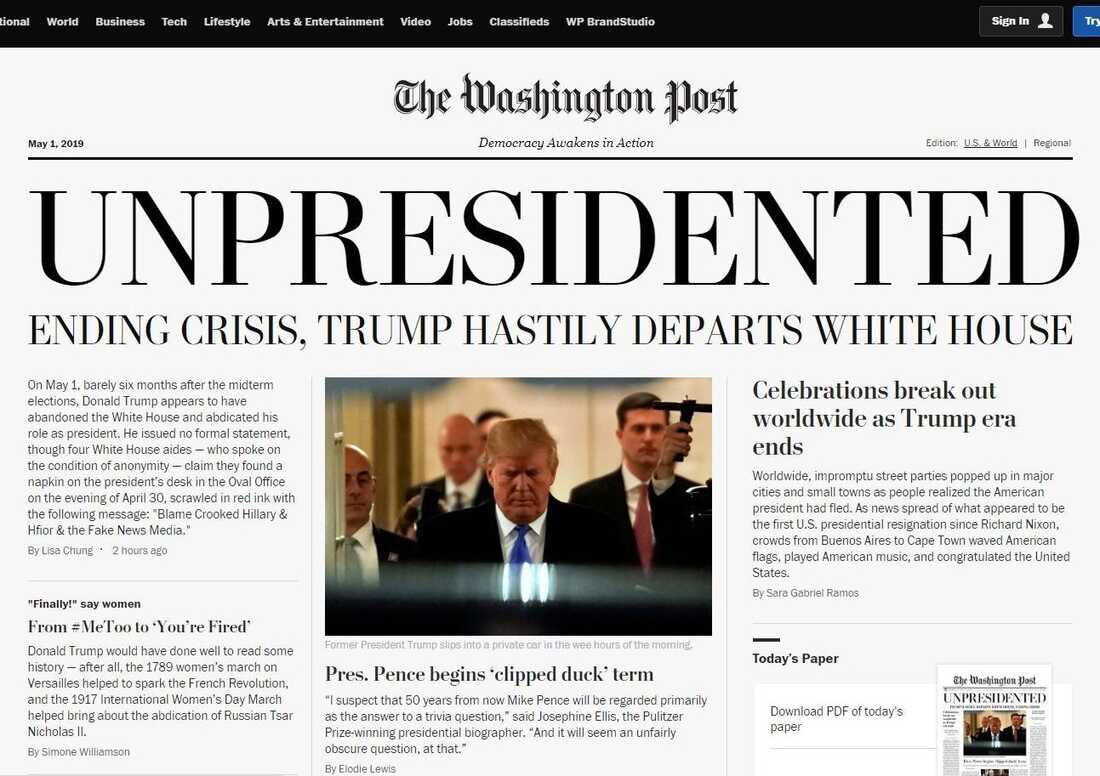 tional World Business Tech Lifestyle Arts & Entertainment Video Jobs Classifieds WP BrandStudio Sign In Try
The Washington Post
May 1, 2019 Democracy Awakens in Action Edition: U.S. & World | Regional
UNPRESIDENTED
ENDING CRISIS, TRUMP HASTILY DEPARTS WHITE HOUSE
On May 1, barely six months after the midterm
elections, Donald Trump appears to have
abandoned the White House and abdicated his
role as president. He issued no formal statement,
though four White House aides — who spoke on
the condition of anonymity — claim they found a
napkin on the president's desk in the Oval Office
on the evening of April 30, scrawled in red ink with
the following message: "Blame Crooked Hillary &
Hfior & the Fake News Media."
By Lisa Chung · 2 hours ago
"Finally!" say women
From #MeToo to ‘You’re Fired’
Donald Trump would have done well to read some
history — after all, the 1789 women's march on
Versailles helped to spark the French Revolution,
and the 1917 International Women's Day March
helped bring about the abdication of Russian Tsar
Nicholas II.
By Simone Williamson
Former President Trump slips into a private car in the wee hours of the morning.
Pres. Pence begins ‘clipped duck’ term
“I suspect that 50 years from now Mike Pence will be regarded primarily
as the answer to a trivia question,” said Josephine Ellis, the Pulitzer
Prize-winning presidential biographer. “And it will seem an unfairly
obscure question, at that.”
By Elodie Lewis
Celebrations break out
worldwide as Trump era
ends
Worldwide, impromptu street parties popped up in major
cities and small towns as people realized the American
president had fled. As news spread of what appeared to be
the first U.S. presidential resignation since Richard Nixon,
crowds from Buenos Aires to Cape Town waved American
flags, played American music, and congratulated the United
States.
By Sara Gabriel Ramos
Today's Paper
Download PDF of today's
paper
The Washington Post
UNPRESIDENTED